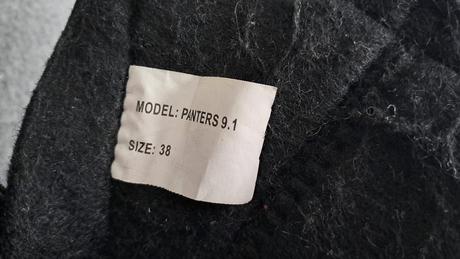 MODEL: PANTERS 9.1
SIZE: 38